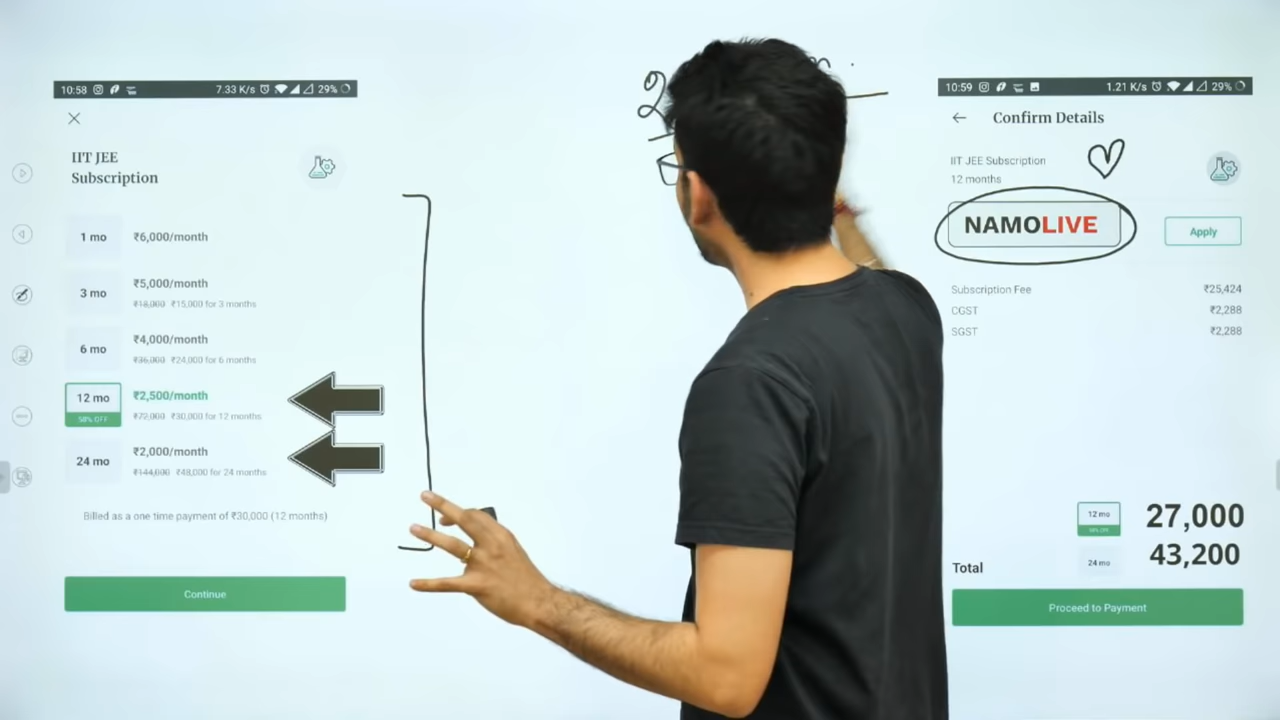 10:58
7.33 K/s
29%
IIT JEE
Subscription
1 mo
₹6,000/month
3 mo
₹5,000/month
₹18,000 ₹15,000 for 3 months
6 mo
₹4,000/month
₹36,000 ₹24,000 for 6 months
12 mo
58% OFF
₹2,500/month
₹72,000 ₹30,000 for 12 months
24 mo
₹2,000/month
₹144,000 ₹48,000 for 24 months
Billed as a one time payment of ₹30,000 (12 months)
Continue
10:59
1.21 K/s
29%
Confirm Details
IIT JEE Subscription
12 months
NAMOLIVE
Apply
Subscription Fee ₹25,424
CGST ₹2,288
SGST ₹2,288
12 mo 27,000
Total 24 mo 43,200
Proceed to Payment